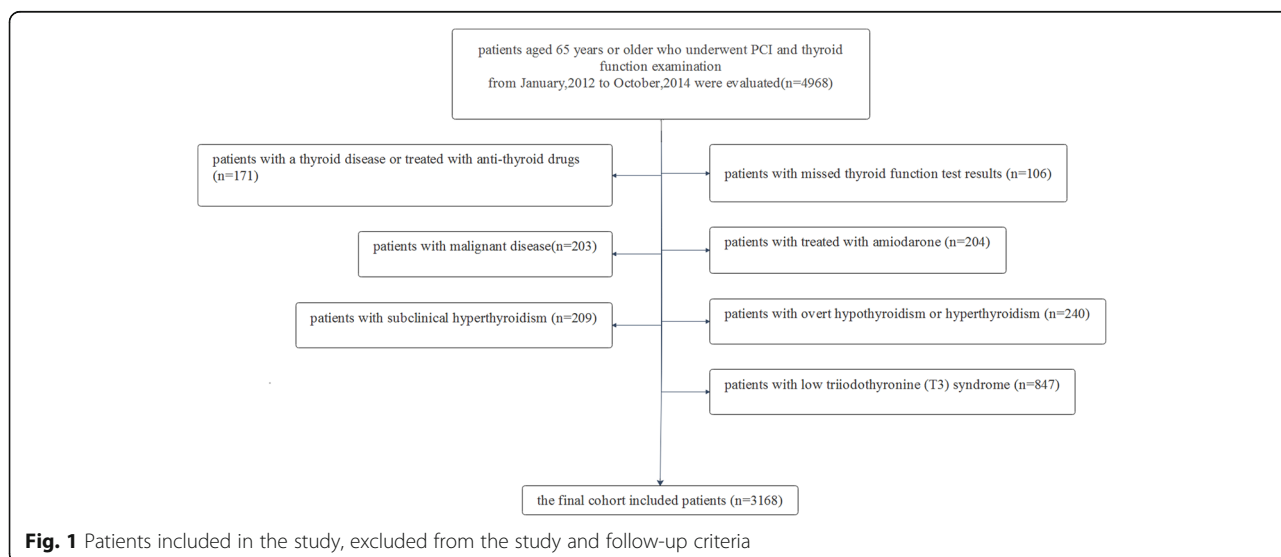 patients aged 65 years or older who underwent PCI and thyroid
function examination
from January,2012 to October,2014 were evaluated(n=4968)
patients with a thyroid disease or treated with anti-thyroid drugs
(n=171)
patients with missed thyroid function test results (n=106)
patients with malignant disease(n=203)
patients with treated with amiodarone (n=204)
patients with subclinical hyperthyroidism (n=209)
patients with overt hypothyroidism or hyperthyroidism (n=240)
patients with low triiodothyronine (T3) syndrome (n=847)
the final cohort included patients (n=3168)
Fig. 1 Patients included in the study, excluded from the study and follow-up criteria